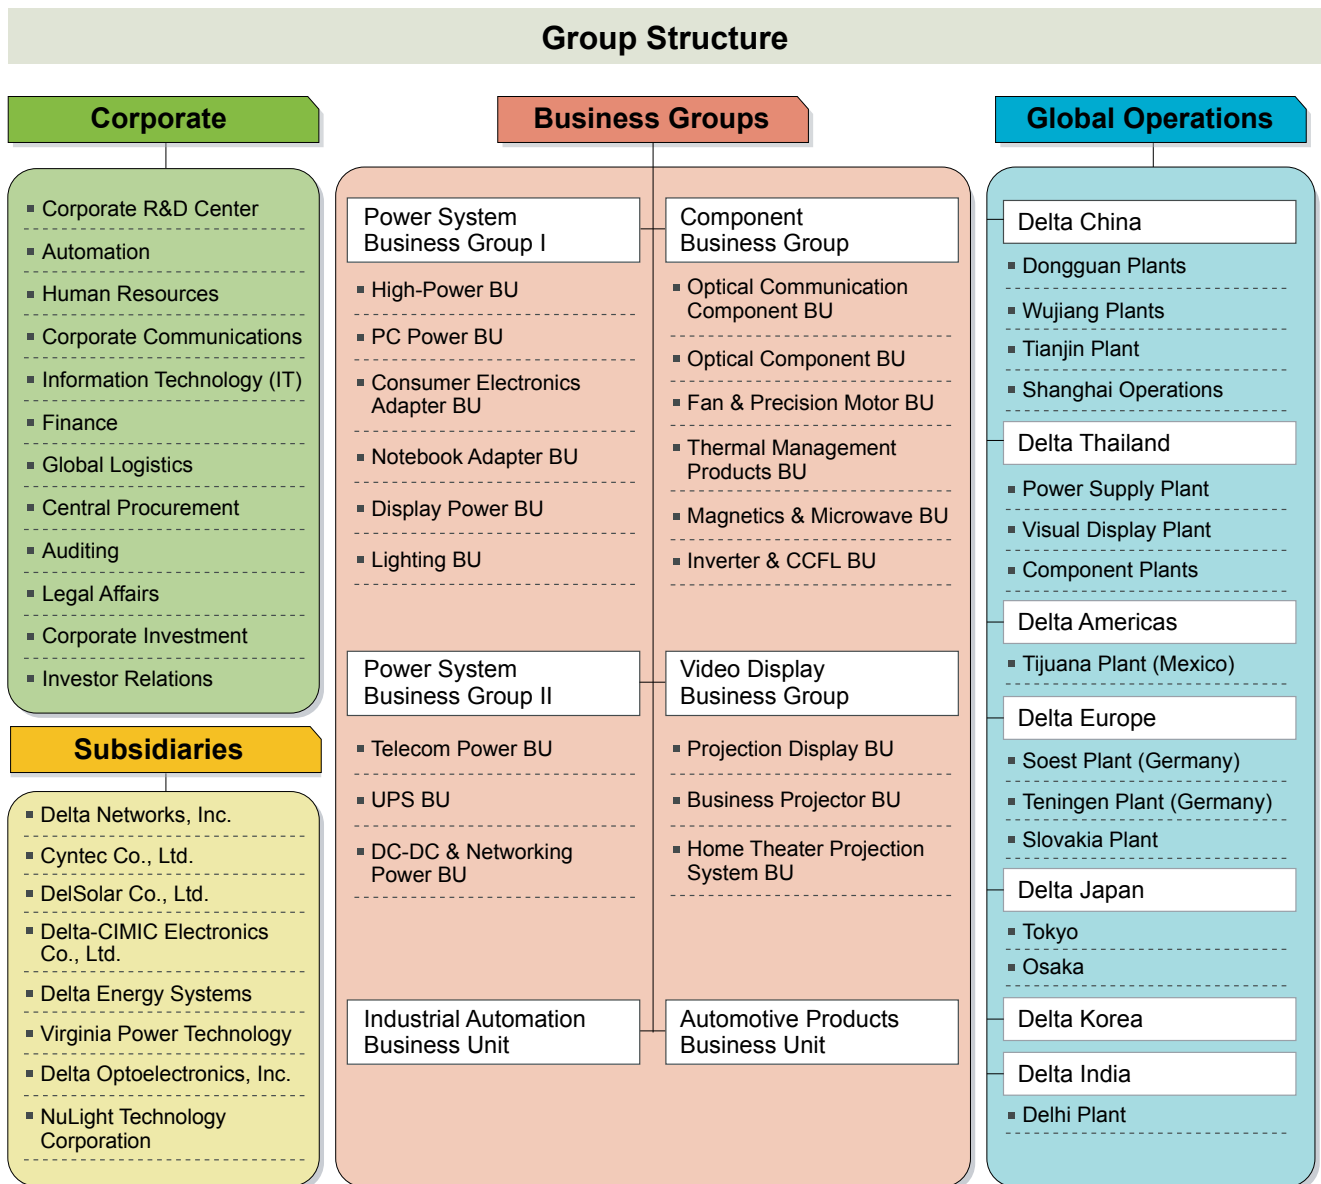 Group Structure
Corporate
Corporate R&D Center
Automation
Human Resources
Corporate Communications
Information Technology (IT)
Finance
Global Logistics
Central Procurement
Auditing
Legal Affairs
Corporate Investment
Investor Relations
Subsidiaries
Delta Networks, Inc.
Cyntec Co., Ltd.
DelSolar Co., Ltd.
Delta-CIMIC Electronics
Co., Ltd.
Delta Energy Systems
Virginia Power Technology
Delta Optoelectronics, Inc.
NuLight Technology
Corporation
Business Groups
Power System
Business Group I
High-Power BU
PC Power BU
Consumer Electronics
Adapter BU
Notebook Adapter BU
Display Power BU
Lighting BU
Component
Business Group
Optical Communication
Component BU
Optical Component BU
Fan & Precision Motor BU
Thermal Management
Products BU
Magnetics & Microwave BU
Inverter & CCFL BU
Power System
Business Group II
Telecom Power BU
UPS BU
DC-DC & Networking
Power BU
Video Display
Business Group
Projection Display BU
Business Projector BU
Home Theater Projection
System BU
Industrial Automation
Business Unit
Automotive Products
Business Unit
Global Operations
Delta China
Dongguan Plants
Wujiang Plants
Tianjin Plant
Shanghai Operations
Delta Thailand
Power Supply Plant
Visual Display Plant
Component Plants
Delta Americas
Tijuana Plant (Mexico)
Delta Europe
Soest Plant (Germany)
Teningen Plant (Germany)
Slovakia Plant
Delta Japan
Tokyo
Osaka
Delta Korea
Delta India
Delhi Plant